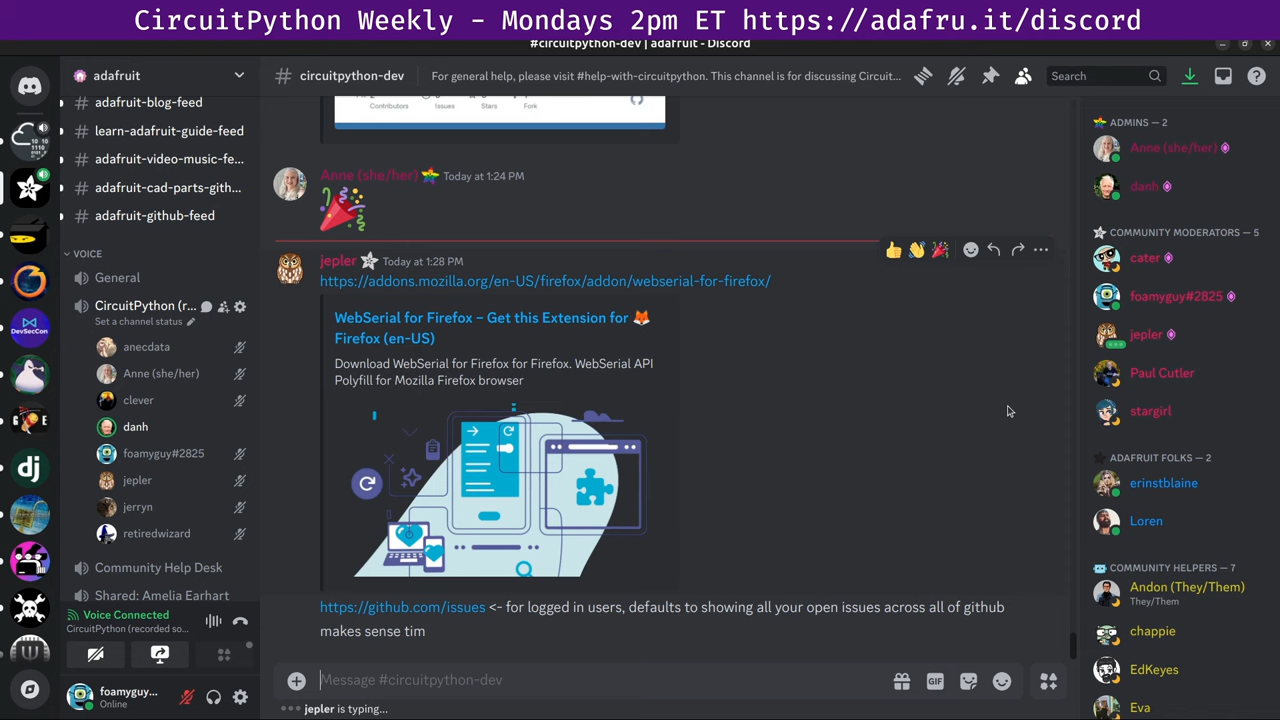 CircuitPython Weekly - Mondays 2pm ET https://adafru.it/discord
#circuitpython-dev | adafruit - Discord
adafruit
adafruit-blog-feed
learn-adafruit-guide-feed
adafruit-video-music-fe...
adafruit-cad-parts-gith...
adafruit-github-feed
VOICE
General
CircuitPython (r...
Set a channel status
anecdata
Anne (she/her)
clever
danh
foamyguy#2825
jepler
jerryn
retiredwizard
Community Help Desk
Shared: Amelia Earhart
Voice Connected
CircuitPython (recorded so...
foamyguy...
Online
# circuitpython-dev
For general help, please visit #help-with-circuitpython. This channel is for discussing Circuit...
Search
Contributors
Issues
Stars
Fork
Anne (she/her) Today at 1:24 PM
jepler Today at 1:28 PM
https://addons.mozilla.org/en-US/firefox/addon/webserial-for-firefox/
WebSerial for Firefox – Get this Extension for
Firefox (en-US)
Download WebSerial for Firefox for Firefox. WebSerial API
Polyfill for Mozilla Firefox browser
https://github.com/issues <- for logged in users, defaults to showing all your open issues across all of github
makes sense tim
Message #circuitpython-dev
GIF
jepler is typing...
ADMINS — 2
Anne (she/her)
danh
COMMUNITY MODERATORS — 5
cater
foamyguy#2825
jepler
Paul Cutler
stargirl
ADAFRUIT FOLKS — 2
erinstblaine
Loren
COMMUNITY HELPERS — 7
Andon (They/Them)
They/Them
chappie
EdKeyes
Eva